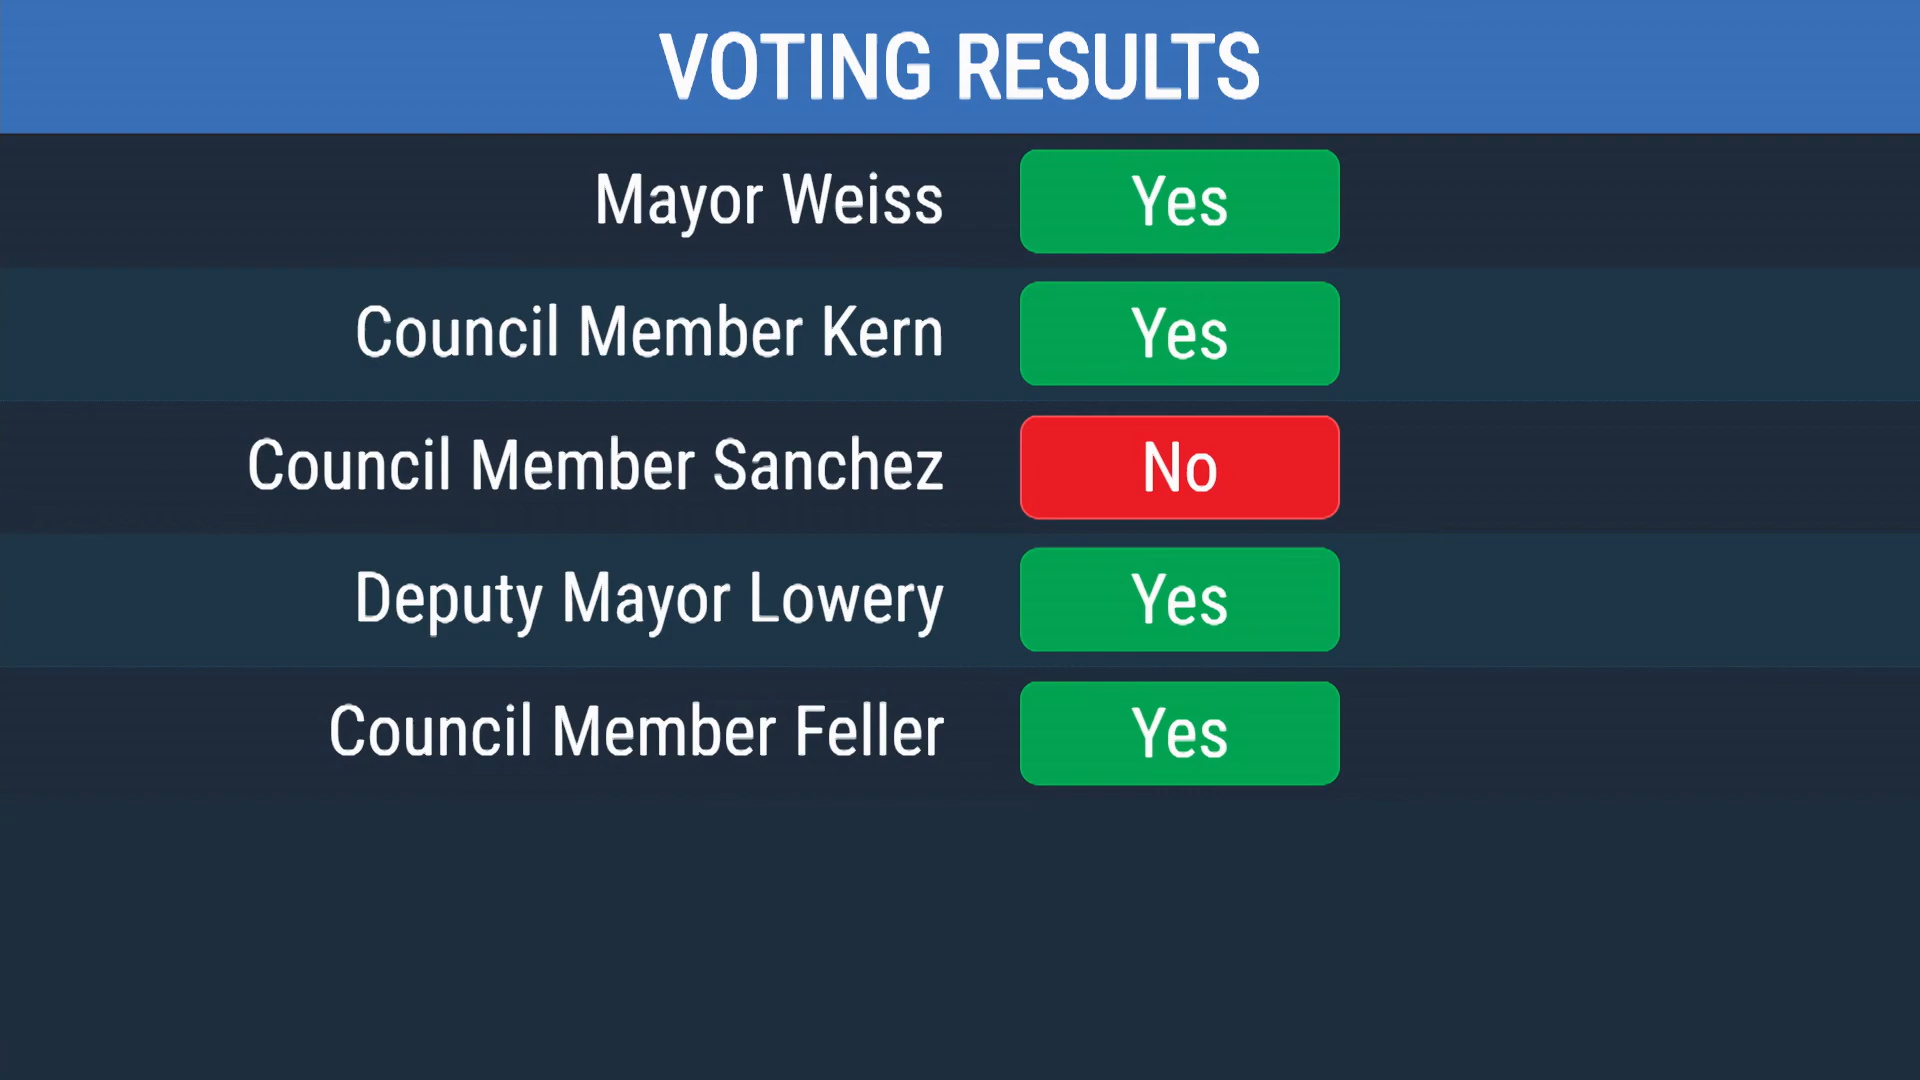 VOTING RESULTS
Mayor Weiss Yes
Council Member Kern Yes
Council Member Sanchez No
Deputy Mayor Lowery Yes
Council Member Feller Yes